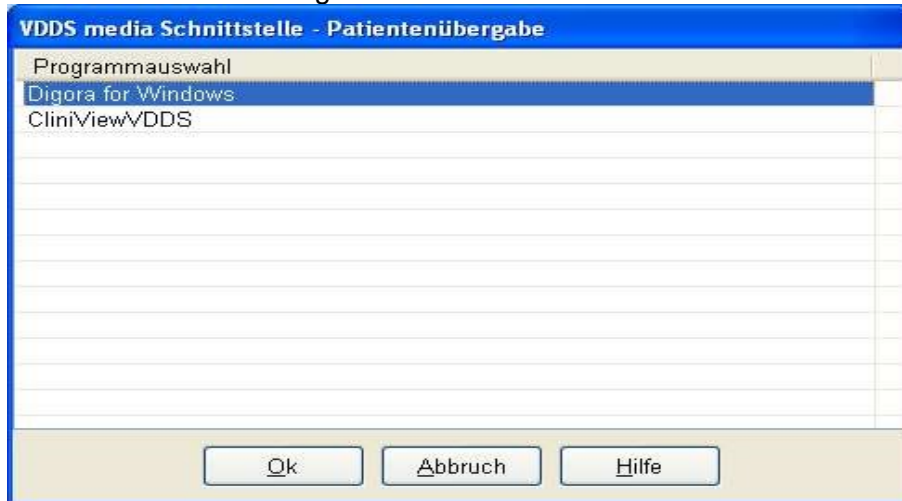 VDDS media Schnittstelle - Patientenübergabe
Programmauswahl
Digora for Windows
CliniViewVDDS
Ok Abbruch Hilfe